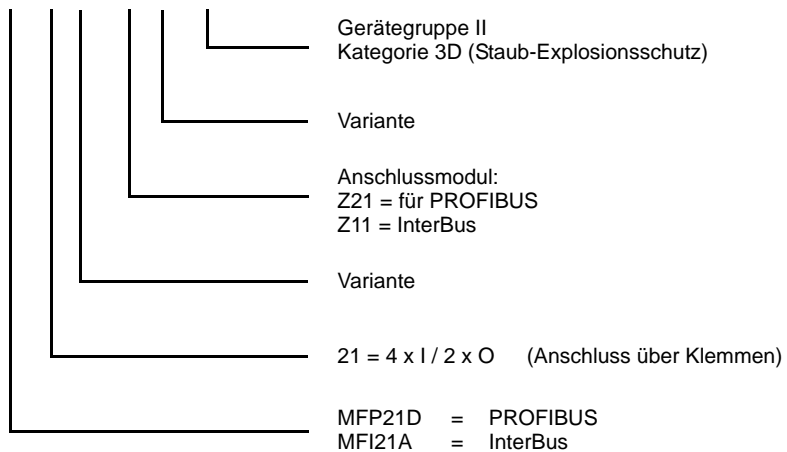 Gerätegruppe II
Kategorie 3D (Staub-Explosionsschutz)
Variante
Anschlussmodul:
Z21 = für PROFIBUS
Z11 = InterBus
Variante
21 = 4 x I / 2 x O (Anschluss über Klemmen)
MFP21D = PROFIBUS
MFI21A = InterBus